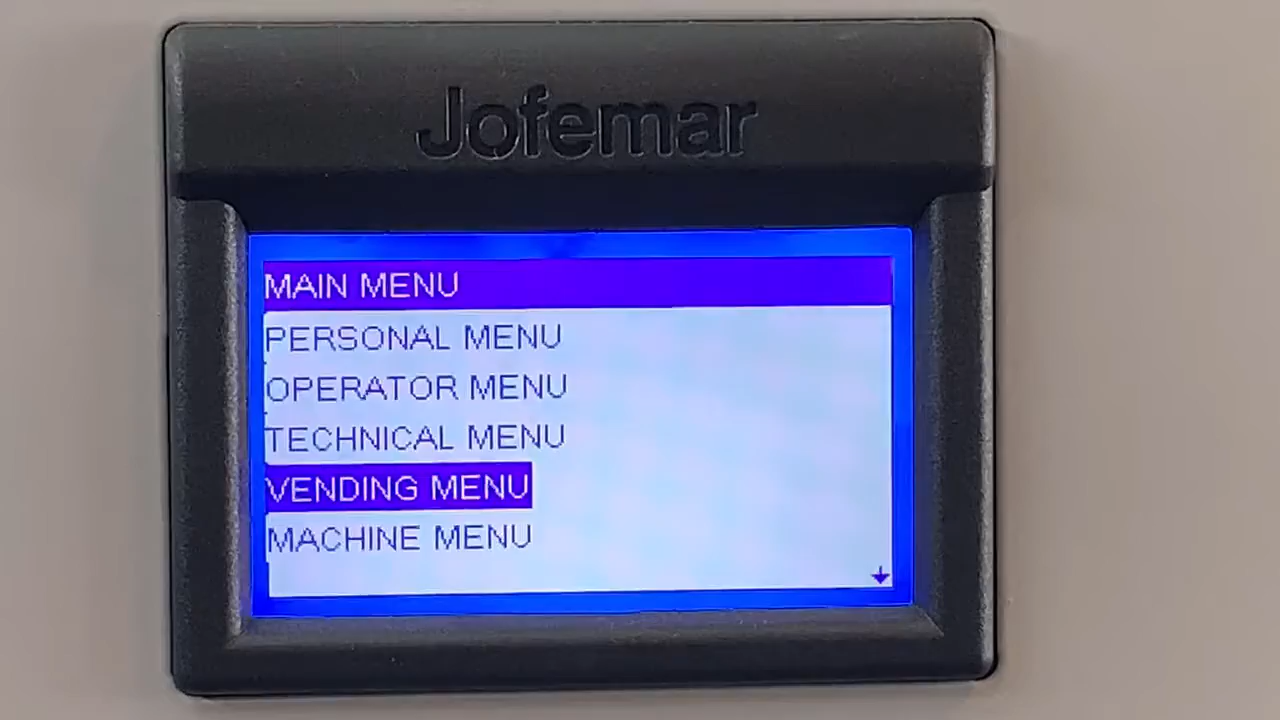 Jofemar
MAIN MENU
PERSONAL MENU
OPERATOR MENU
TECHNICAL MENU
VENDING MENU
MACHINE MENU